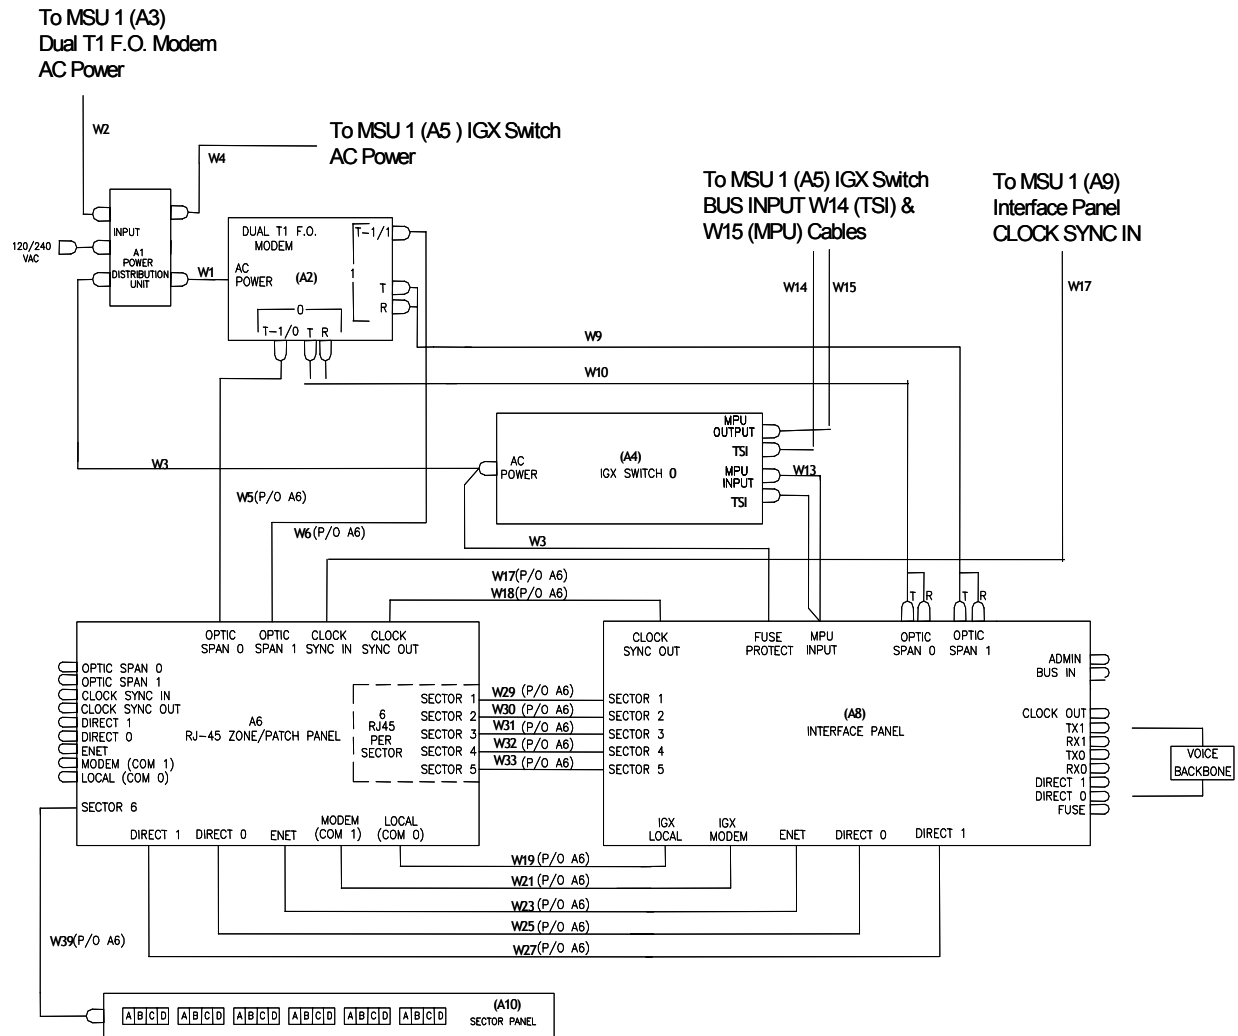 To MSU 1 (A3)
Dual T1 F.O. Modem
AC Power
W2
To MSU 1 (A5 ) IGX Switch
AC Power
W4
To MSU 1 (A5) IGX Switch
BUS INPUT W14 (TSI) &
W15 (MPU) Cables
To MSU 1 (A9)
Interface Panel
CLOCK SYNC IN
W14
W15
W17
120/240
VAC
INPUT
A1
POWER
DISTRIBUTION
UNIT
W1
DUAL T1 F.O.
MODEM
(A2)
AC
POWER
T-1/1
1
T
R
0
T-1/0 T R
W9
W10
W3
AC
POWER
(A4)
IGX SWITCH 0
MPU
OUTPUT
TSI
MPU
INPUT
TSI
W13
W5(P/O A6)
W6(P/O A6)
W3
W17(P/O A6)
W18(P/O A6)
OPTIC
SPAN 0
OPTIC
SPAN 1
CLOCK
SYNC IN
CLOCK
SYNC OUT
OPTIC SPAN 0
OPTIC SPAN 1
CLOCK SYNC IN
CLOCK SYNC OUT
DIRECT 1
DIRECT 0
ENET
MODEM (COM 1)
LOCAL (COM 0)
SECTOR 6
A6
RJ-45 ZONE/PATCH PANEL
6
RJ45
PER
SECTOR
SECTOR 1
SECTOR 2
SECTOR 3
SECTOR 4
SECTOR 5
DIRECT 1
DIRECT 0
ENET
MODEM
(COM 1)
LOCAL
(COM 0)
W29 (P/O A6)
W30 (P/O A6)
W31 (P/O A6)
W32 (P/O A6)
W33 (P/O A6)
CLOCK
SYNC OUT
FUSE
PROTECT
MPU
INPUT
T
R
OPTIC
SPAN 0
T
R
OPTIC
SPAN 1
SECTOR 1
SECTOR 2
SECTOR 3
SECTOR 4
SECTOR 5
(A8)
INTERFACE PANEL
ADMIN
BUS IN
CLOCK OUT
TX1
RX1
TX0
RX0
DIRECT 1
DIRECT 0
FUSE
VOICE
BACKBONE
IGX
LOCAL
IGX
MODEM
ENET
DIRECT 0
DIRECT 1
W19 (P/O A6)
W21 (P/O A6)
W23 (P/O A6)
W25 (P/O A6)
W27 (P/O A6)
W39(P/O A6)
A B C D A B C D A B C D A B C D A B C D A B C D
(A10)
SECTOR PANEL